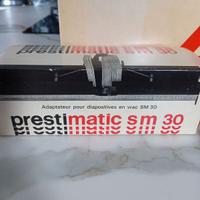 Adaptateur pour diapositives en vrac SM 30
prestimatic sm 30